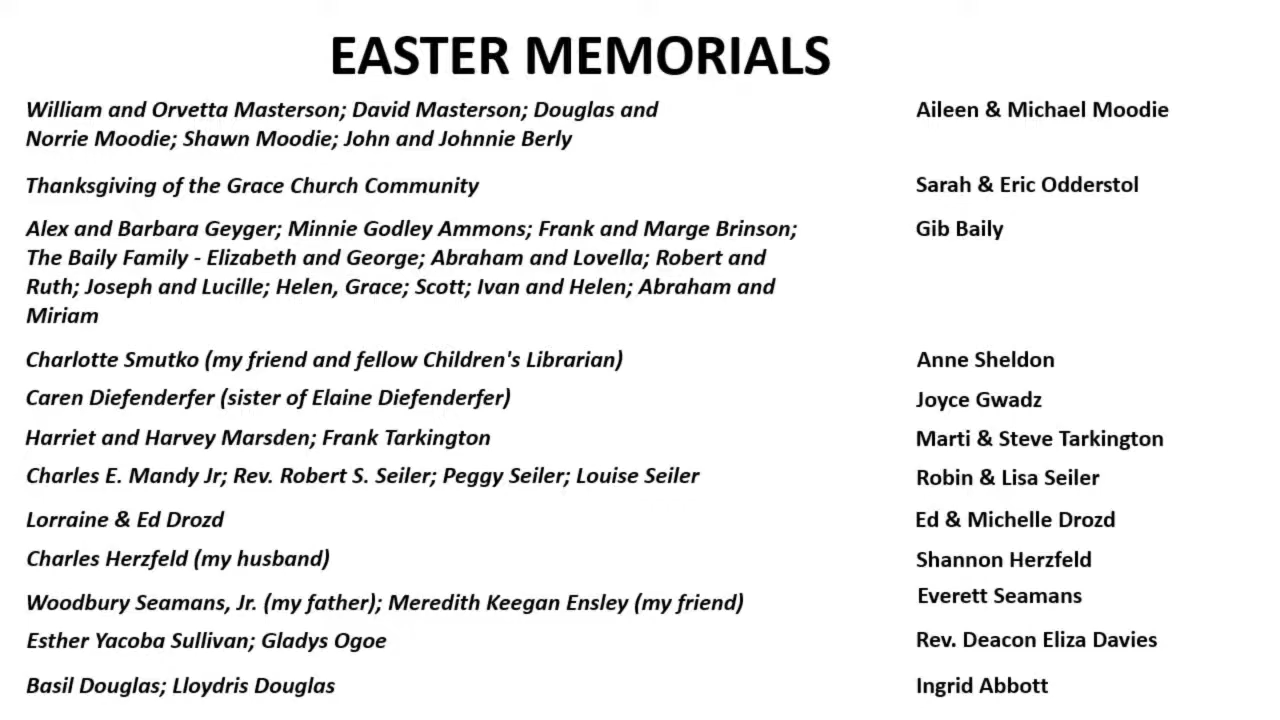 EASTER MEMORIALS
William and Orvetta Masterson; David Masterson; Douglas and Aileen & Michael Moodie
Norrie Moodie; Shawn Moodie; John and Johnnie Berly
Thanksgiving of the Grace Church Community Sarah & Eric Odderstol
Alex and Barbara Geyger; Minnie Godley Ammons; Frank and Marge Brinson; Gib Baily
The Baily Family - Elizabeth and George; Abraham and Lovella; Robert and
Ruth; Joseph and Lucille; Helen, Grace; Scott; Ivan and Helen; Abraham and
Miriam
Charlotte Smutko (my friend and fellow Children's Librarian) Anne Sheldon
Caren Diefenderfer (sister of Elaine Diefenderfer) Joyce Gwadz
Harriet and Harvey Marsden; Frank Tarkington Marti & Steve Tarkington
Charles E. Mandy Jr; Rev. Robert S. Seiler; Peggy Seiler; Louise Seiler Robin & Lisa Seiler
Lorraine & Ed Drozd Ed & Michelle Drozd
Charles Herzfeld (my husband) Shannon Herzfeld
Woodbury Seamans, Jr. (my father); Meredith Keegan Ensley (my friend) Everett Seamans
Esther Yacoba Sullivan; Gladys Ogoe Rev. Deacon Eliza Davies
Basil Douglas; Lloydris Douglas Ingrid Abbott